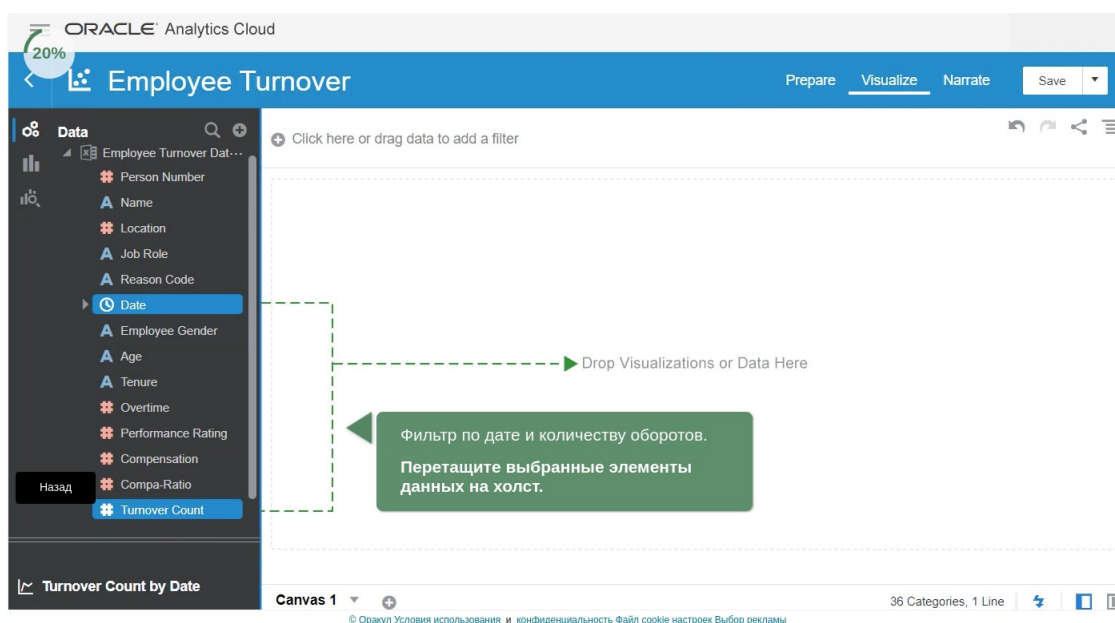 ORACLE Analytics Cloud
20%
Employee Turnover
Prepare Visualize Narrate Save
Data
Click here or drag data to add a filter
Employee Turnover Dat...
Person Number
Name
Location
Job Role
Reason Code
Date
Employee Gender
Age
Tenure
Overtime
Performance Rating
Compensation
Compa-Ratio
Turnover Count
Назад
Drop Visualizations or Data Here
Фильтр по дате и количеству оборотов.
Перетащите выбранные элементы
данных на холст.
Turnover Count by Date
Canvas 1
36 Categories, 1 Line
© Оракул Условия использования и конфиденциальность Файл cookie настроек Выбор рекламы